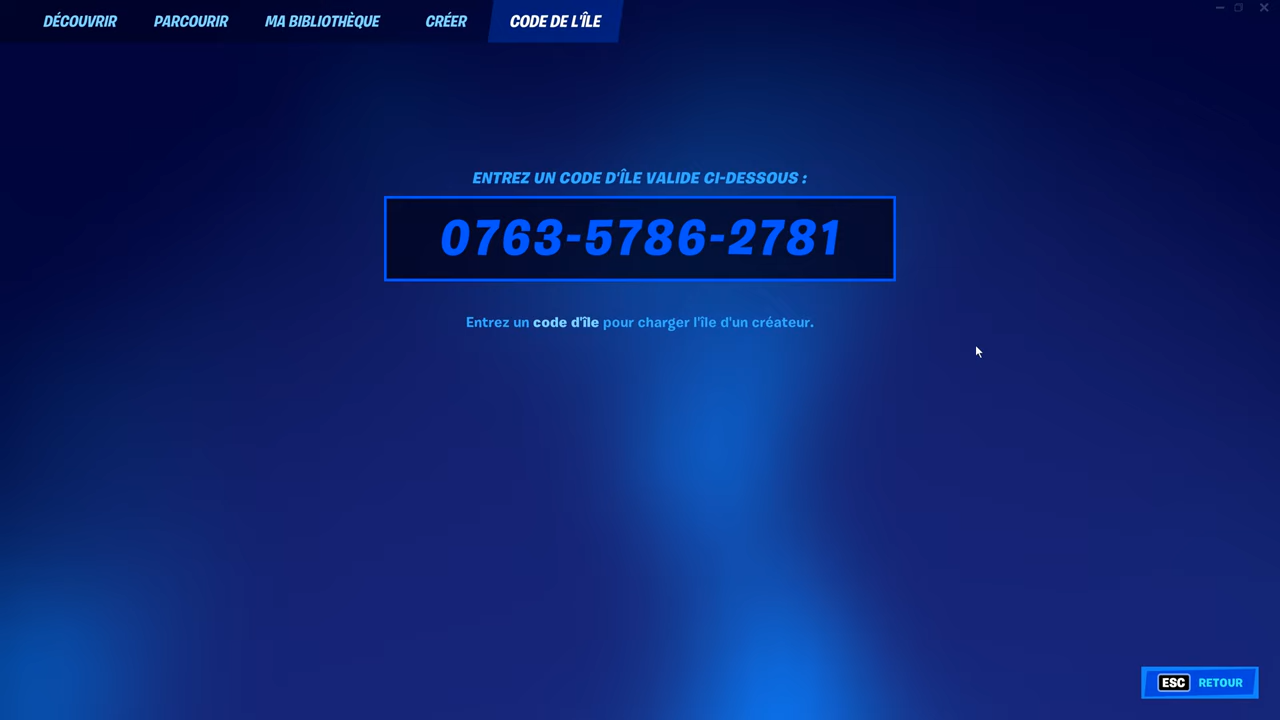 DÉCOUVRIR PARCOURIR MA BIBLIOTHÈQUE CRÉER CODE DE L'ÎLE
ENTREZ UN CODE D'ÎLE VALIDE CI-DESSOUS :
0763-5786-2781
Entrez un code d'île pour charger l'île d'un créateur.
ESC RETOUR